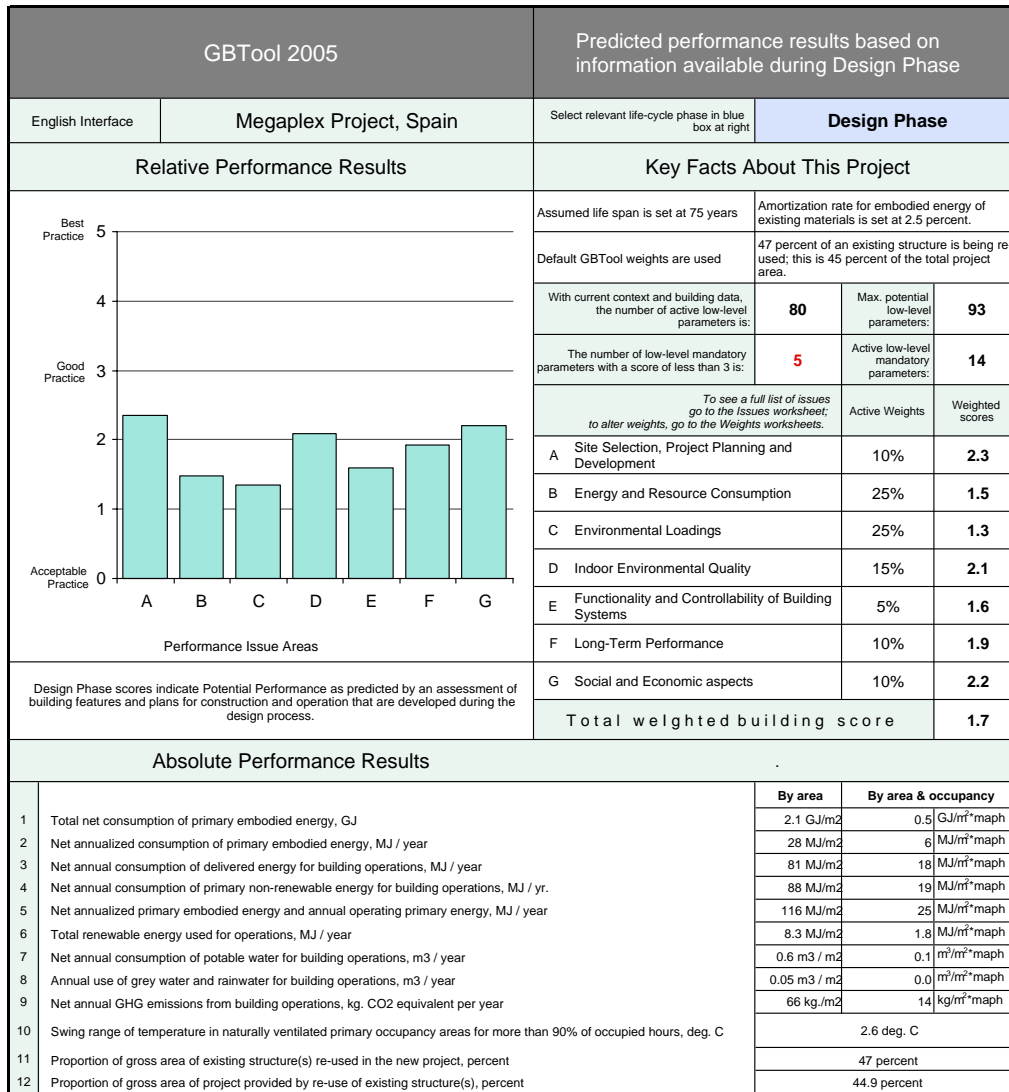 GBTool 2005
Predicted performance results based on
information available during Design Phase
English Interface
Megaplex Project, Spain
Select relevant life-cycle phase in blue
box at right
Design Phase
Relative Performance Results
Key Facts About This Project
Best
Practice
5
4
Good
Practice
3
2
1
Acceptable
Practice
0
A B C D E F G
Performance Issue Areas
Design Phase scores indicate Potential Performance as predicted by an assessment of
building features and plans for construction and operation that are developed during the
design process.
Assumed life span is set at 75 years
Amortization rate for embodied energy of
existing materials is set at 2.5 percent.
Default GBTool weights are used
47 percent of an existing structure is being re-
used; this is 45 percent of the total project
area.
With current context and building data,
the number of active low-level
parameters is:
80
Max. potential
low-level
parameters:
93
The number of low-level mandatory
parameters with a score of less than 3 is:
5
Active low-level
mandatory
parameters:
14
To see a full list of issues
go to the Issues worksheet;
to alter weights, go to the Weights worksheets.
Active Weights
Weighted
scores
A Site Selection, Project Planning and
Development
10% 2.3
B Energy and Resource Consumption 25% 1.5
C Environmental Loadings 25% 1.3
D Indoor Environmental Quality 15% 2.1
E Functionality and Controllability of Building
Systems
5% 1.6
F Long-Term Performance 10% 1.9
G Social and Economic aspects 10% 2.2
Total weighted building score 1.7
Absolute Performance Results .
By area By area & occupancy
1 Total net consumption of primary embodied energy, GJ 2.1 GJ/m2 0.5 GJ/m²*maph
2 Net annualized consumption of primary embodied energy, MJ / year 28 MJ/m2 6 MJ/m²*maph
3 Net annual consumption of delivered energy for building operations, MJ / year 81 MJ/m2 18 MJ/m²*maph
4 Net annual consumption of primary non-renewable energy for building operations, MJ / yr. 88 MJ/m2 19 MJ/m²*maph
5 Net annualized primary embodied energy and annual operating primary energy, MJ / year 116 MJ/m2 25 MJ/m²*maph
6 Total renewable energy used for operations, MJ / year 8.3 MJ/m2 1.8 MJ/m²*maph
7 Net annual consumption of potable water for building operations, m3 / year 0.6 m3 / m2 0.1 m³/m²*maph
8 Annual use of grey water and rainwater for building operations, m3 / year 0.05 m3 / m2 0.0 m³/m²*maph
9 Net annual GHG emissions from building operations, kg. CO2 equivalent per year 66 kg./m2 14 kg/m²*maph
10 Swing range of temperature in naturally ventilated primary occupancy areas for more than 90% of occupied hours, deg. C 2.6 deg. C
11 Proportion of gross area of existing structure(s) re-used in the new project, percent 47 percent
12 Proportion of gross area of project provided by re-use of existing structure(s), percent 44.9 percent